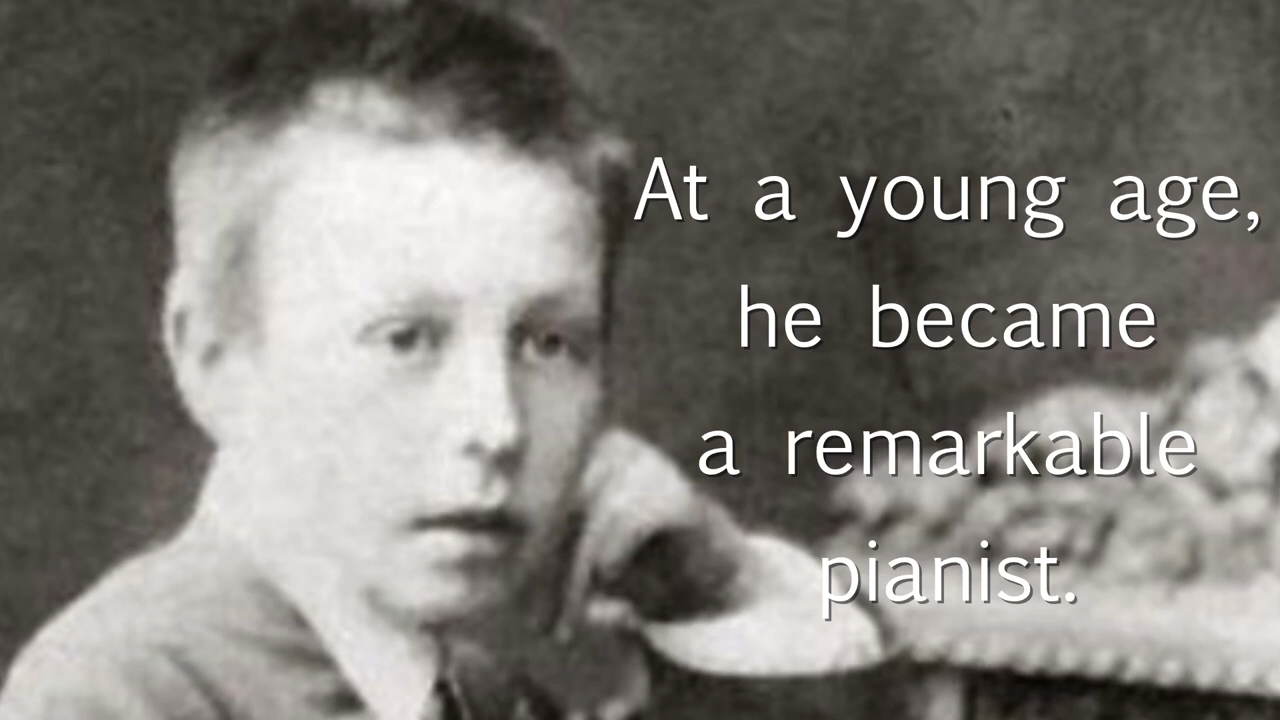 At a young age,
he became
a remarkable
pianist.